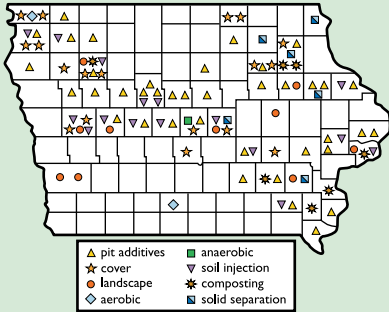 pit additives
anaerobic
cover
soil injection
landscape
composting
aerobic
solid separation